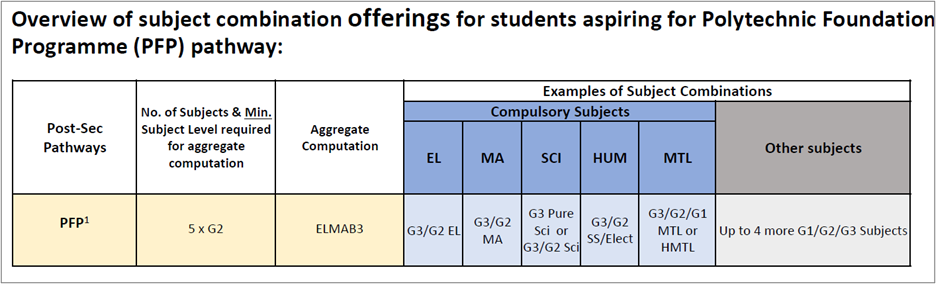 Overview of subject combination offerings for students aspiring for Polytechnic Foundation
Programme (PFP) pathway:
Post-Sec
Pathways
No. of Subjects & Min.
Subject Level required
for aggregate
computation
Aggregate
Computation
Examples of Subject Combinations
Compulsory Subjects
Other subjects
EL
MA
SCI
HUM
MTL
PFP1
5 x G2
ELMAB3
G3/G2 EL
G3/G2
MA
G3 Pure
Sci or
G3/G2 Sci
G3/G2
SS/Elect
G3/G2/G1
MTL or
HMTL
Up to 4 more G1/G2/G3 Subjects